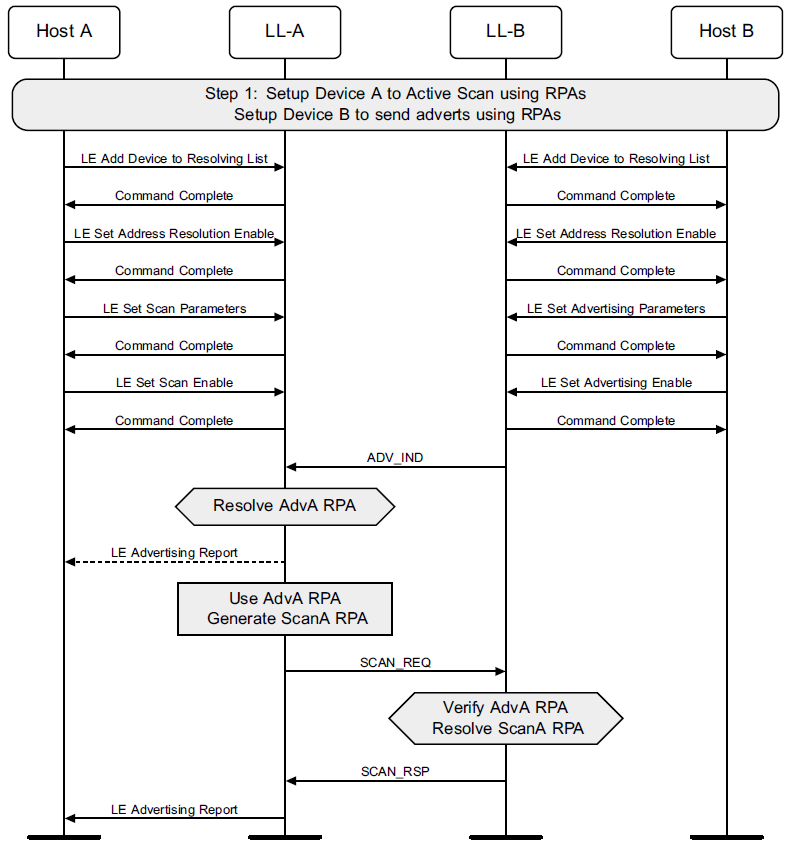 Host A
LL-A
LL-B
Host B
Step 1: Setup Device A to Active Scan using RPAs
Setup Device B to send adverts using RPAs
LE Add Device to Resolving List
LE Add Device to Resolving List
Command Complete
Command Complete
LE Set Address Resolution Enable
LE Set Address Resolution Enable
Command Complete
Command Complete
LE Set Scan Parameters
LE Set Advertising Parameters
Command Complete
Command Complete
LE Set Scan Enable
LE Set Advertising Enable
Command Complete
Command Complete
ADV_IND
Resolve AdvA RPA
LE Advertising Report
Use AdvA RPA
Generate ScanA RPA
SCAN_REQ
Verify AdvA RPA
Resolve ScanA RPA
SCAN_RSP
LE Advertising Report